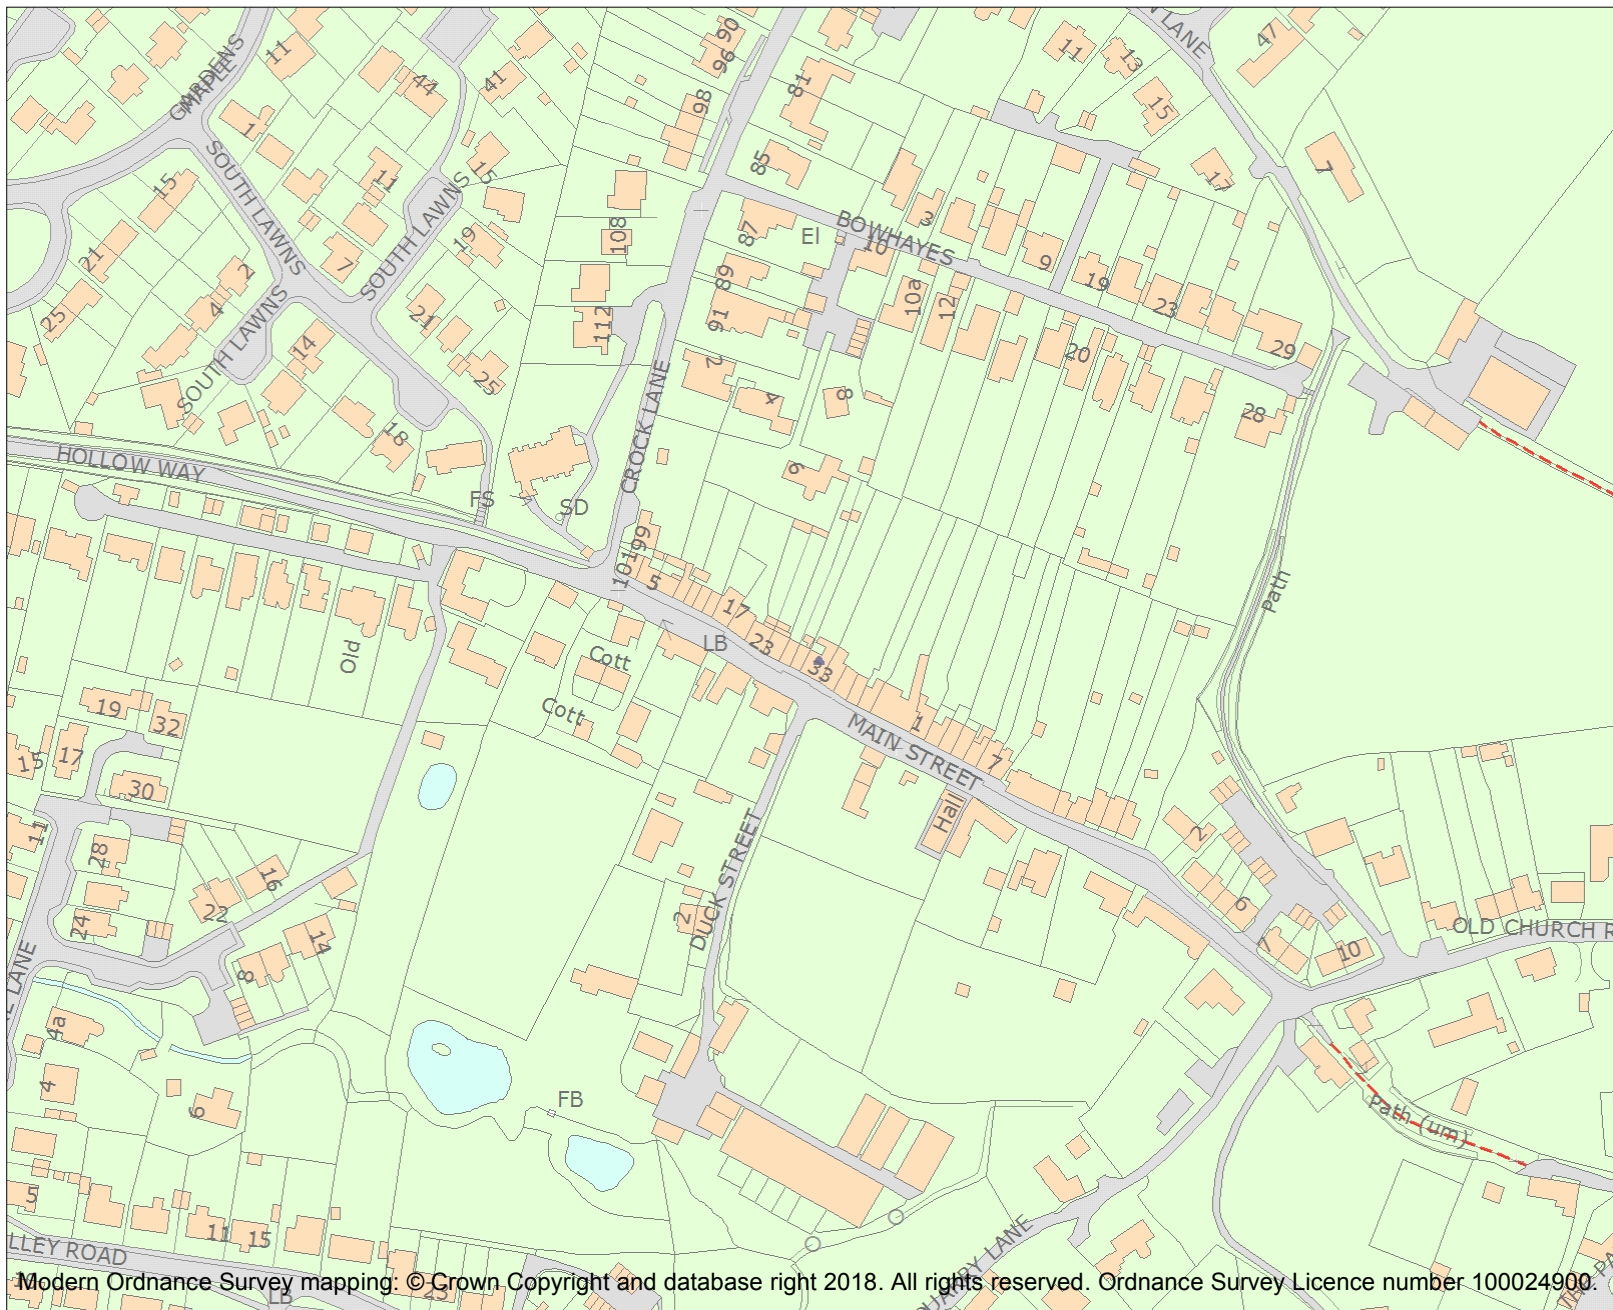 90
96
98
81
85
87
89
91
108
112
GARDENS
MAPLE
11
44
41
1
SOUTH LAWNS
15
11
15
SOUTH LAWNS
19
7
21
2
4
25
SOUTH LAWNS
14
21
25
18
HOLLOW WAY
FS
SD
CROCK LANE
El
BOWHAYES
3
10
10a
12
9
19
23
20
29
28
2
4
8
6
LANE
11
13
15
17
47
7
Path
99
101
5
17
23
33
LB
Cott
Cott
Old
MAIN STREET
1
7
Hall
DUCK STREET
2
19
32
17
15
30
11
28
16
22
24
14
8
LANE
4a
4
6
FB
5
11
15
LLEY ROAD
23
LB
2
6
7
10
OLD CHURCH R
Path (um)
QUARRY LANE
Modern Ordnance Survey mapping: © Crown Copyright and database right 2018. All rights reserved. Ordnance Survey Licence number 100024900.